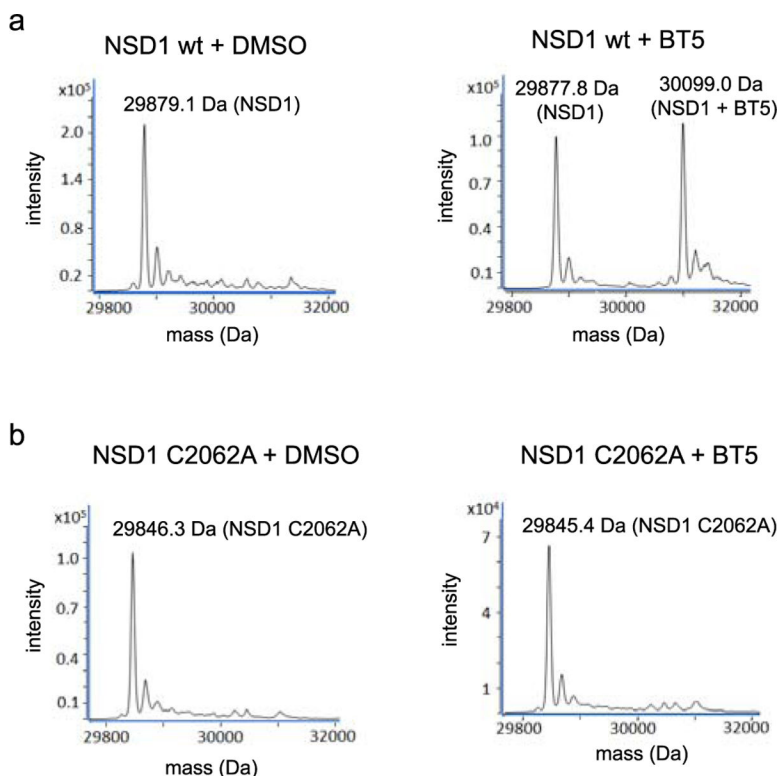 a
NSD1 wt + DMSO
x10⁵
29879.1 Da (NSD1)
2.0
1.4
0.8
0.2
intensity
29800 30000 32000
mass (Da)
NSD1 wt + BT5
x10⁵
29877.8 Da
(NSD1)
30099.0 Da
(NSD1 + BT5)
1.0
0.7
0.4
0.1
intensity
29800 30000 32000
mass (Da)
b
NSD1 C2062A + DMSO
x10⁵
29846.3 Da (NSD1 C2062A)
1.0
0.7
0.4
0.1
intensity
29800 30000 32000
mass (Da)
NSD1 C2062A + BT5
x10⁴
29845.4 Da (NSD1 C2062A)
7
4
1
intensity
29800 30000 32000
mass (Da)